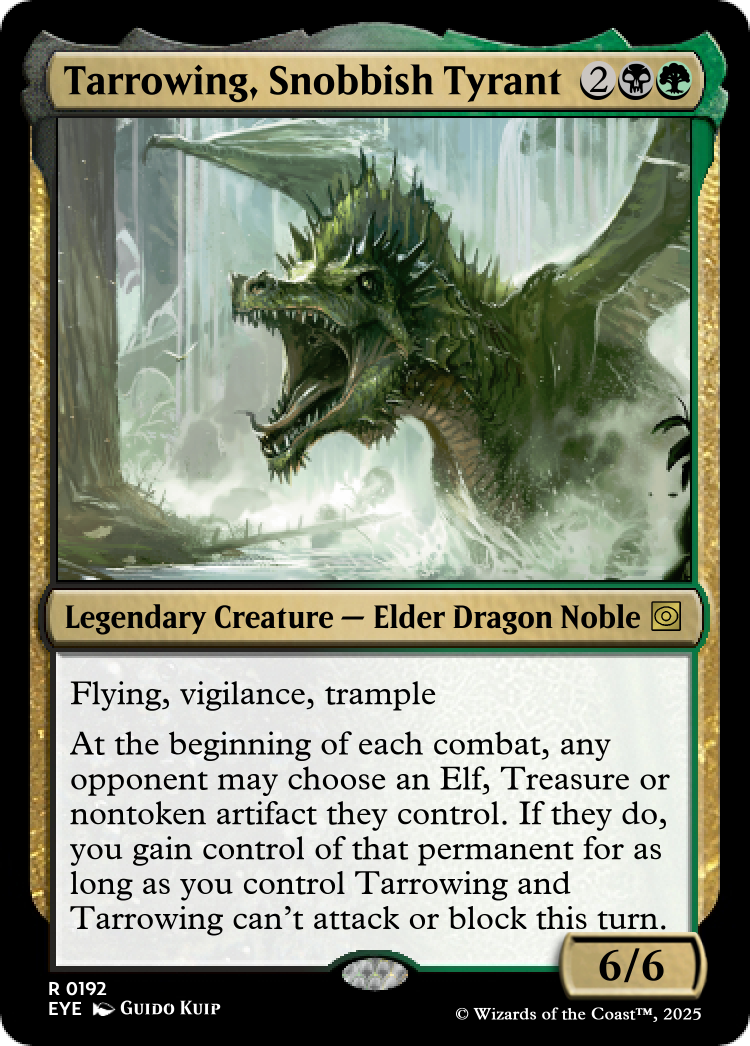 Tarrowing, Snobbish Tyrant 2
Legendary Creature — Elder Dragon Noble
Flying, vigilance, trample
At the beginning of each combat, any
opponent may choose an Elf, Treasure or
nontoken artifact they control. If they do,
you gain control of that permanent for as
long as you control Tarrowing and
Tarrowing can't attack or block this turn.
6/6
R 0192
EYE Guido Kuip
© Wizards of the Coast™, 2025